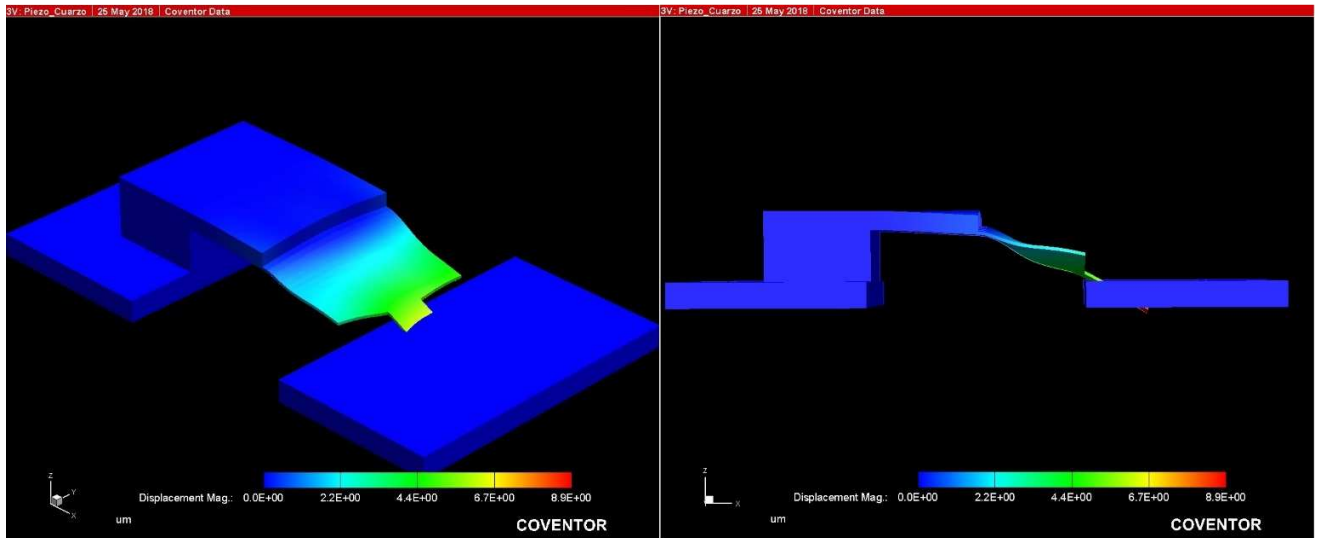 3V: Piezo_Cuarzo | 25 May 2018 | Coventor Data
Z
Y
X
Displacement Mag.: 0.0E+00 2.2E+00 4.4E+00 6.7E+00 8.9E+00
um
COVENTOR
3V: Piezo_Cuarzo | 25 May 2018 | Coventor Data
Z
X
Displacement Mag.: 0.0E+00 2.2E+00 4.4E+00 6.7E+00 8.9E+00
um
COVENTOR